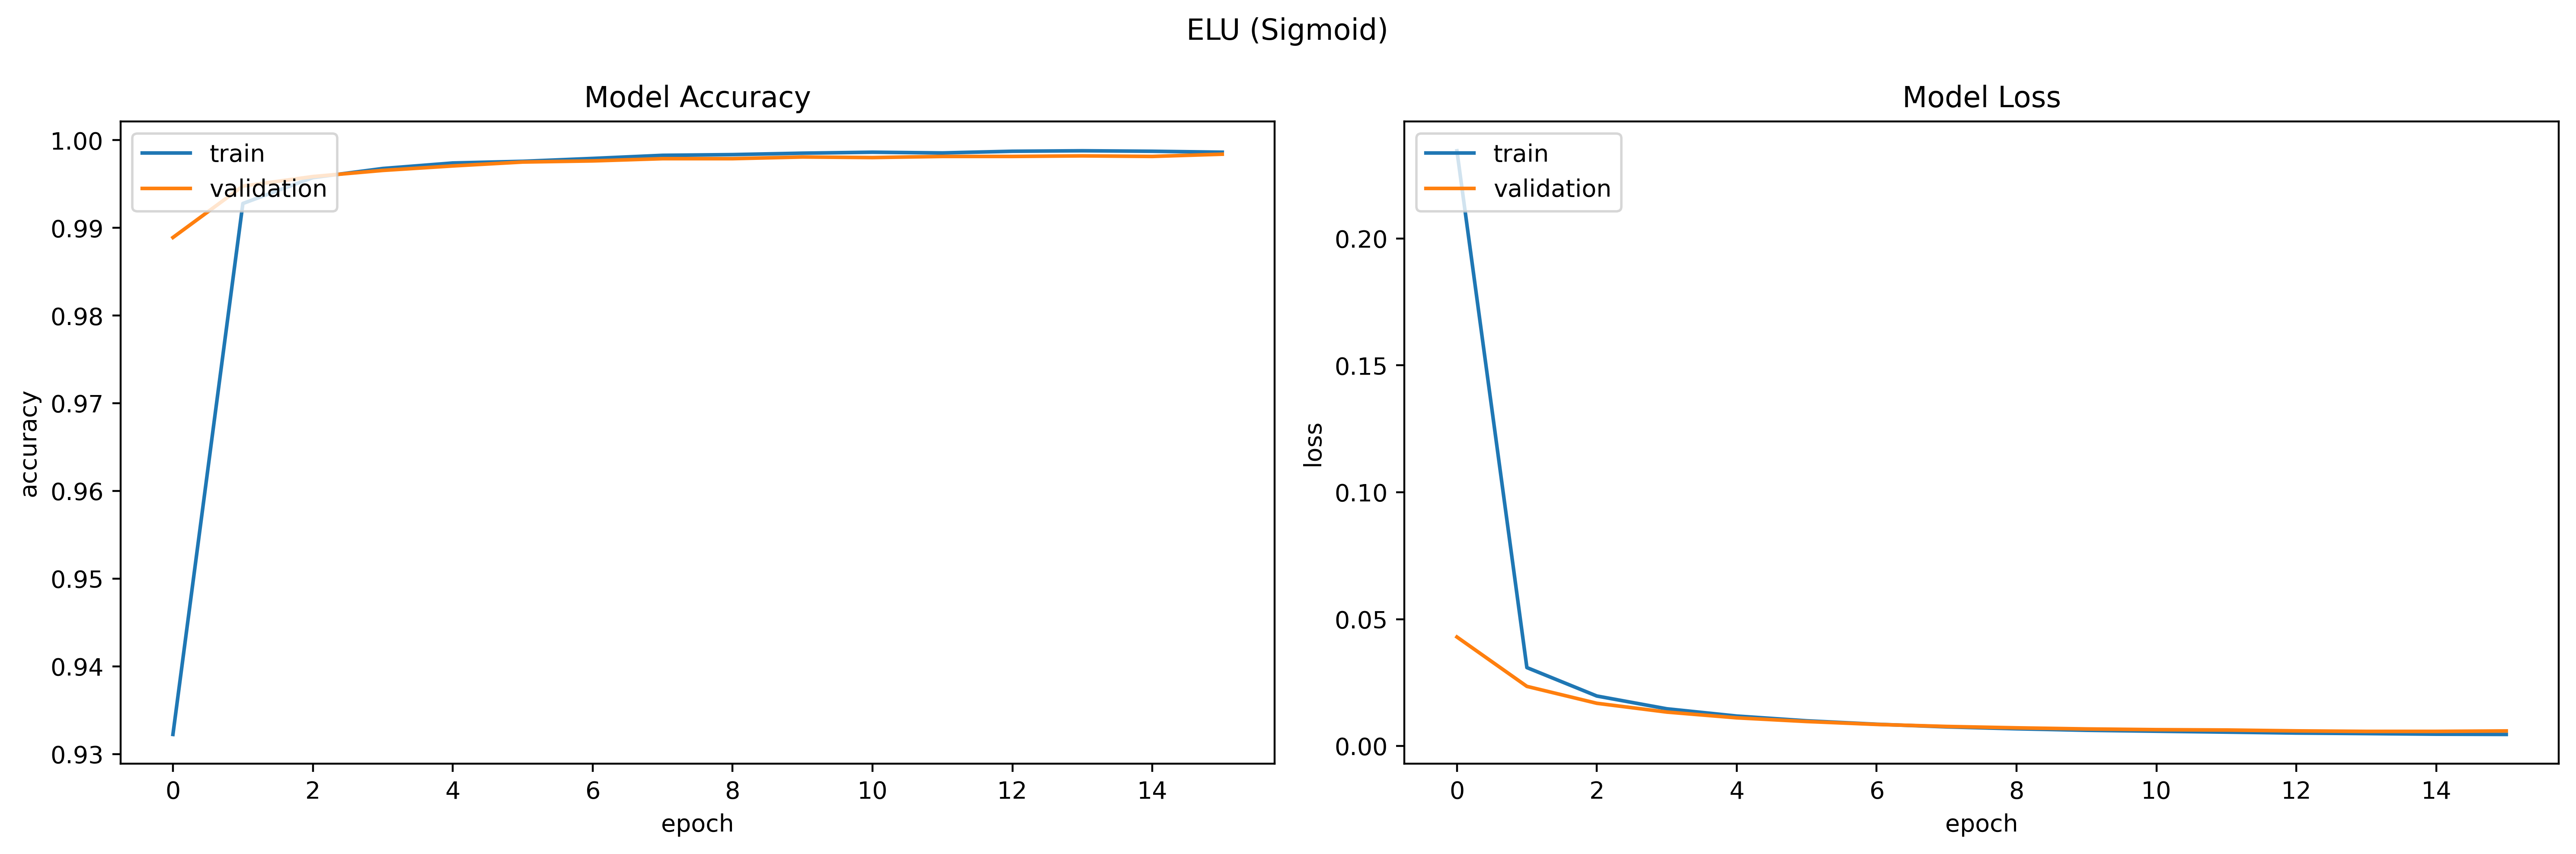 ELU (Sigmoid)
Model Accuracy
1.00
0.99
0.98
0.97
0.96
0.95
0.94
0.93
accuracy
train
validation
0 2 4 6 8 10 12 14
epoch
Model Loss
0.20
0.15
0.10
0.05
0.00
loss
train
validation
0 2 4 6 8 10 12 14
epoch